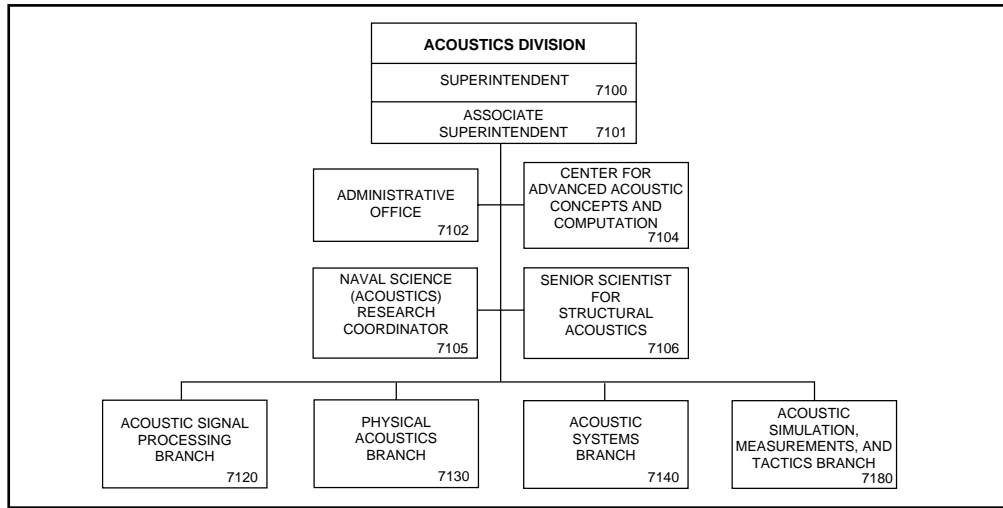 ACOUSTICS DIVISION
SUPERINTENDENT
7100
ASSOCIATE
SUPERINTENDENT
7101
ADMINISTRATIVE
OFFICE
7102
CENTER FOR
ADVANCED ACOUSTIC
CONCEPTS AND
COMPUTATION
7104
NAVAL SCIENCE
(ACOUSTICS)
RESEARCH
COORDINATOR
7105
SENIOR SCIENTIST
FOR
STRUCTURAL
ACOUSTICS
7106
ACOUSTIC SIGNAL
PROCESSING
BRANCH
7120
PHYSICAL
ACOUSTICS
BRANCH
7130
ACOUSTIC
SYSTEMS
BRANCH
7140
ACOUSTIC
SIMULATION,
MEASUREMENTS, AND
TACTICS BRANCH
7180